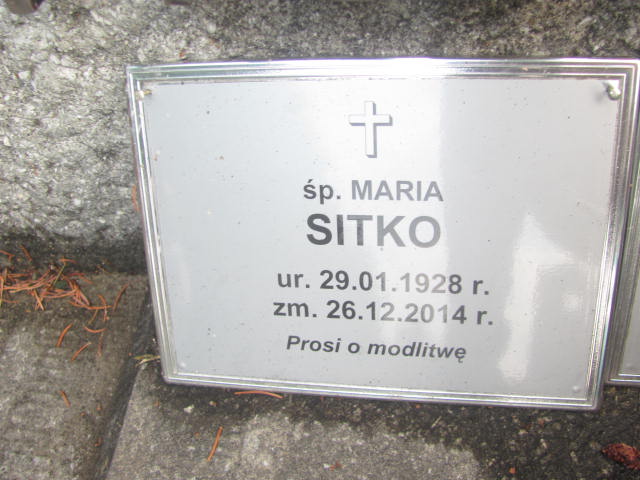 śp. MARIA
SITKO
ur. 29.01.1928 r.
zm. 26.12.2014 r.
Prosi o modlitwę